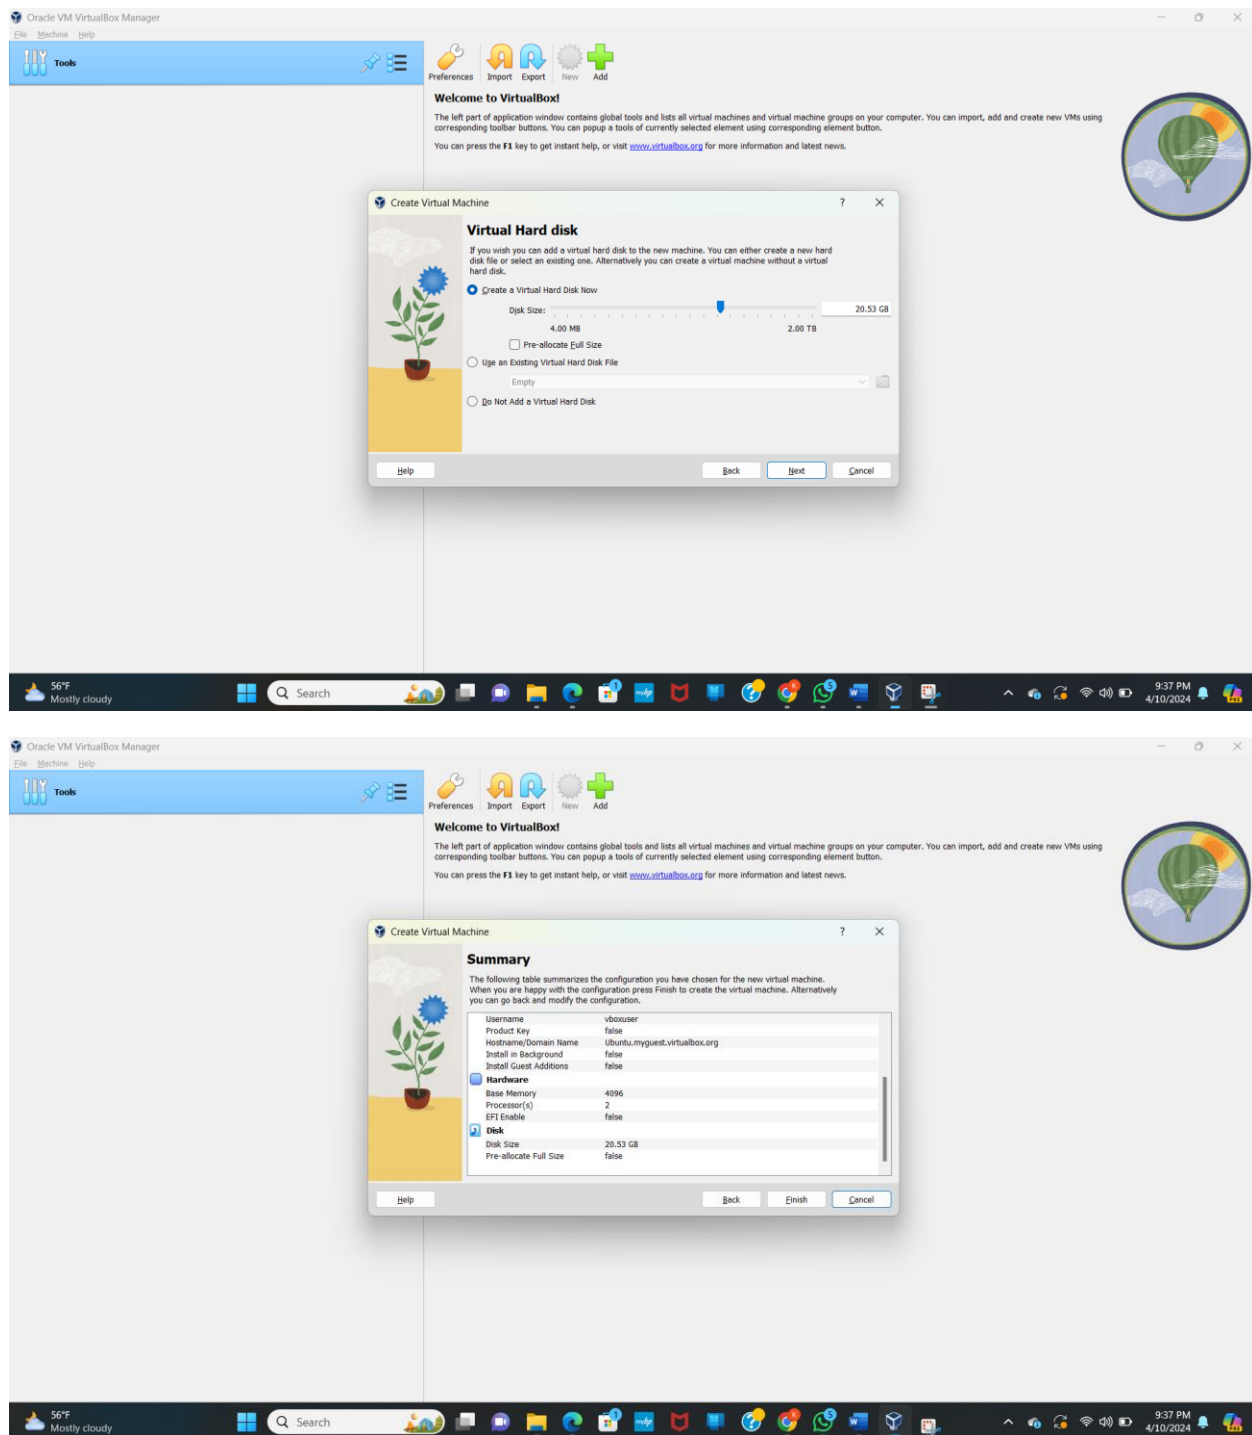 Oracle VM VirtualBox Manager
File Machine Help
Tools
Preferences Import Export New Add
Welcome to VirtualBox!
The left part of application window contains global tools and lists all virtual machines and virtual machine groups on your computer. You can import, add and create new VMs using
corresponding toolbar buttons. You can popup a tools of currently selected element using corresponding element button.
You can press the F1 key to get instant help, or visit www.virtualbox.org for more information and latest news.
Create Virtual Machine ?
Virtual Hard disk
If you wish you can add a virtual hard disk to the new machine. You can either create a new hard
disk file or select an existing one. Alternatively you can create a virtual machine without a virtual
hard disk.
Create a Virtual Hard Disk Now
Disk Size: 20.53 GB
4.00 MB 2.00 TB
Pre-allocate Full Size
Use an Existing Virtual Hard Disk File
Empty
Do Not Add a Virtual Hard Disk
Help Back Next Cancel
56°F
Mostly cloudy
Search
9:37 PM
4/10/2024
Oracle VM VirtualBox Manager
File Machine Help
Tools
Preferences Import Export New Add
Welcome to VirtualBox!
The left part of application window contains global tools and lists all virtual machines and virtual machine groups on your computer. You can import, add and create new VMs using
corresponding toolbar buttons. You can popup a tools of currently selected element using corresponding element button.
You can press the F1 key to get instant help, or visit www.virtualbox.org for more information and latest news.
Create Virtual Machine ?
Summary
The following table summarizes the configuration you have chosen for the new virtual machine.
When you are happy with the configuration press Finish to create the virtual machine. Alternatively
you can go back and modify the configuration.
Username vboxuser
Product Key false
Hostname/Domain Name Ubuntu.myguest.virtualbox.org
Install in Background false
Install Guest Additions false
Hardware
Base Memory 4096
Processor(s) 2
EFI Enable false
Disk
Disk Size 20.53 GB
Pre-allocate Full Size false
Help Back Finish Cancel
56°F
Mostly cloudy
Search
9:37 PM
4/10/2024